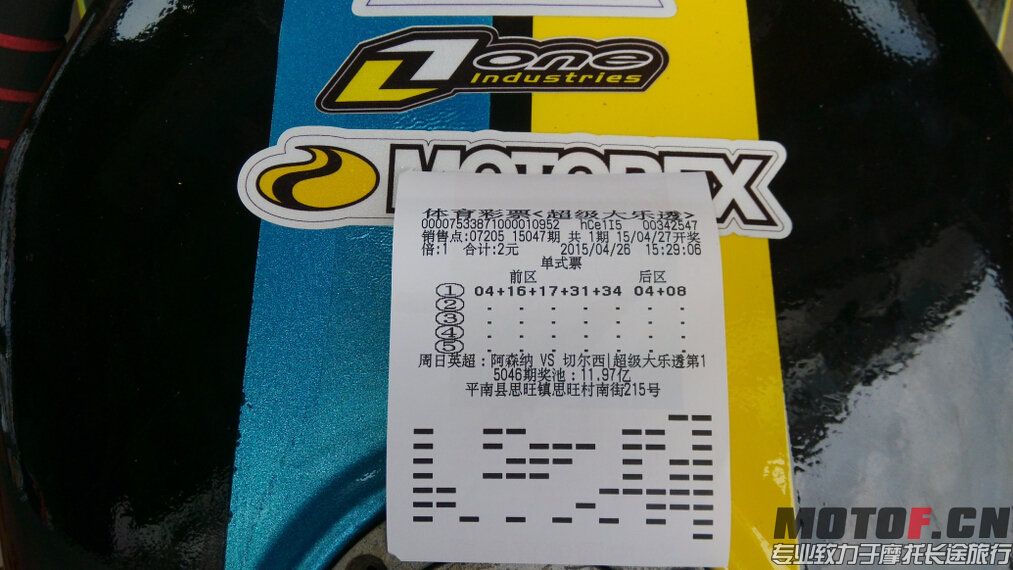 one
Industries
MOTOREX
体育彩票<超级大乐透>
00007533871000010952 hCe1I5 00342547
销售点:07205 15047期 共 1期 15/04/27开奖
倍:1 合计:2元 2015/04/26 15:29:06
单式票
前区 后区
① 04+16+17+31+34 04+08
② - - - - - - -
③ - - - - - - -
④ - - - - - - -
⑤ - - - - - - -
周日英超:阿森纳 VS 切尔西|超级大乐透第1
5046期奖池:11.97亿
平南县思旺镇思旺村南街215号
MOTOF.CN
专业致力于摩托长途旅行